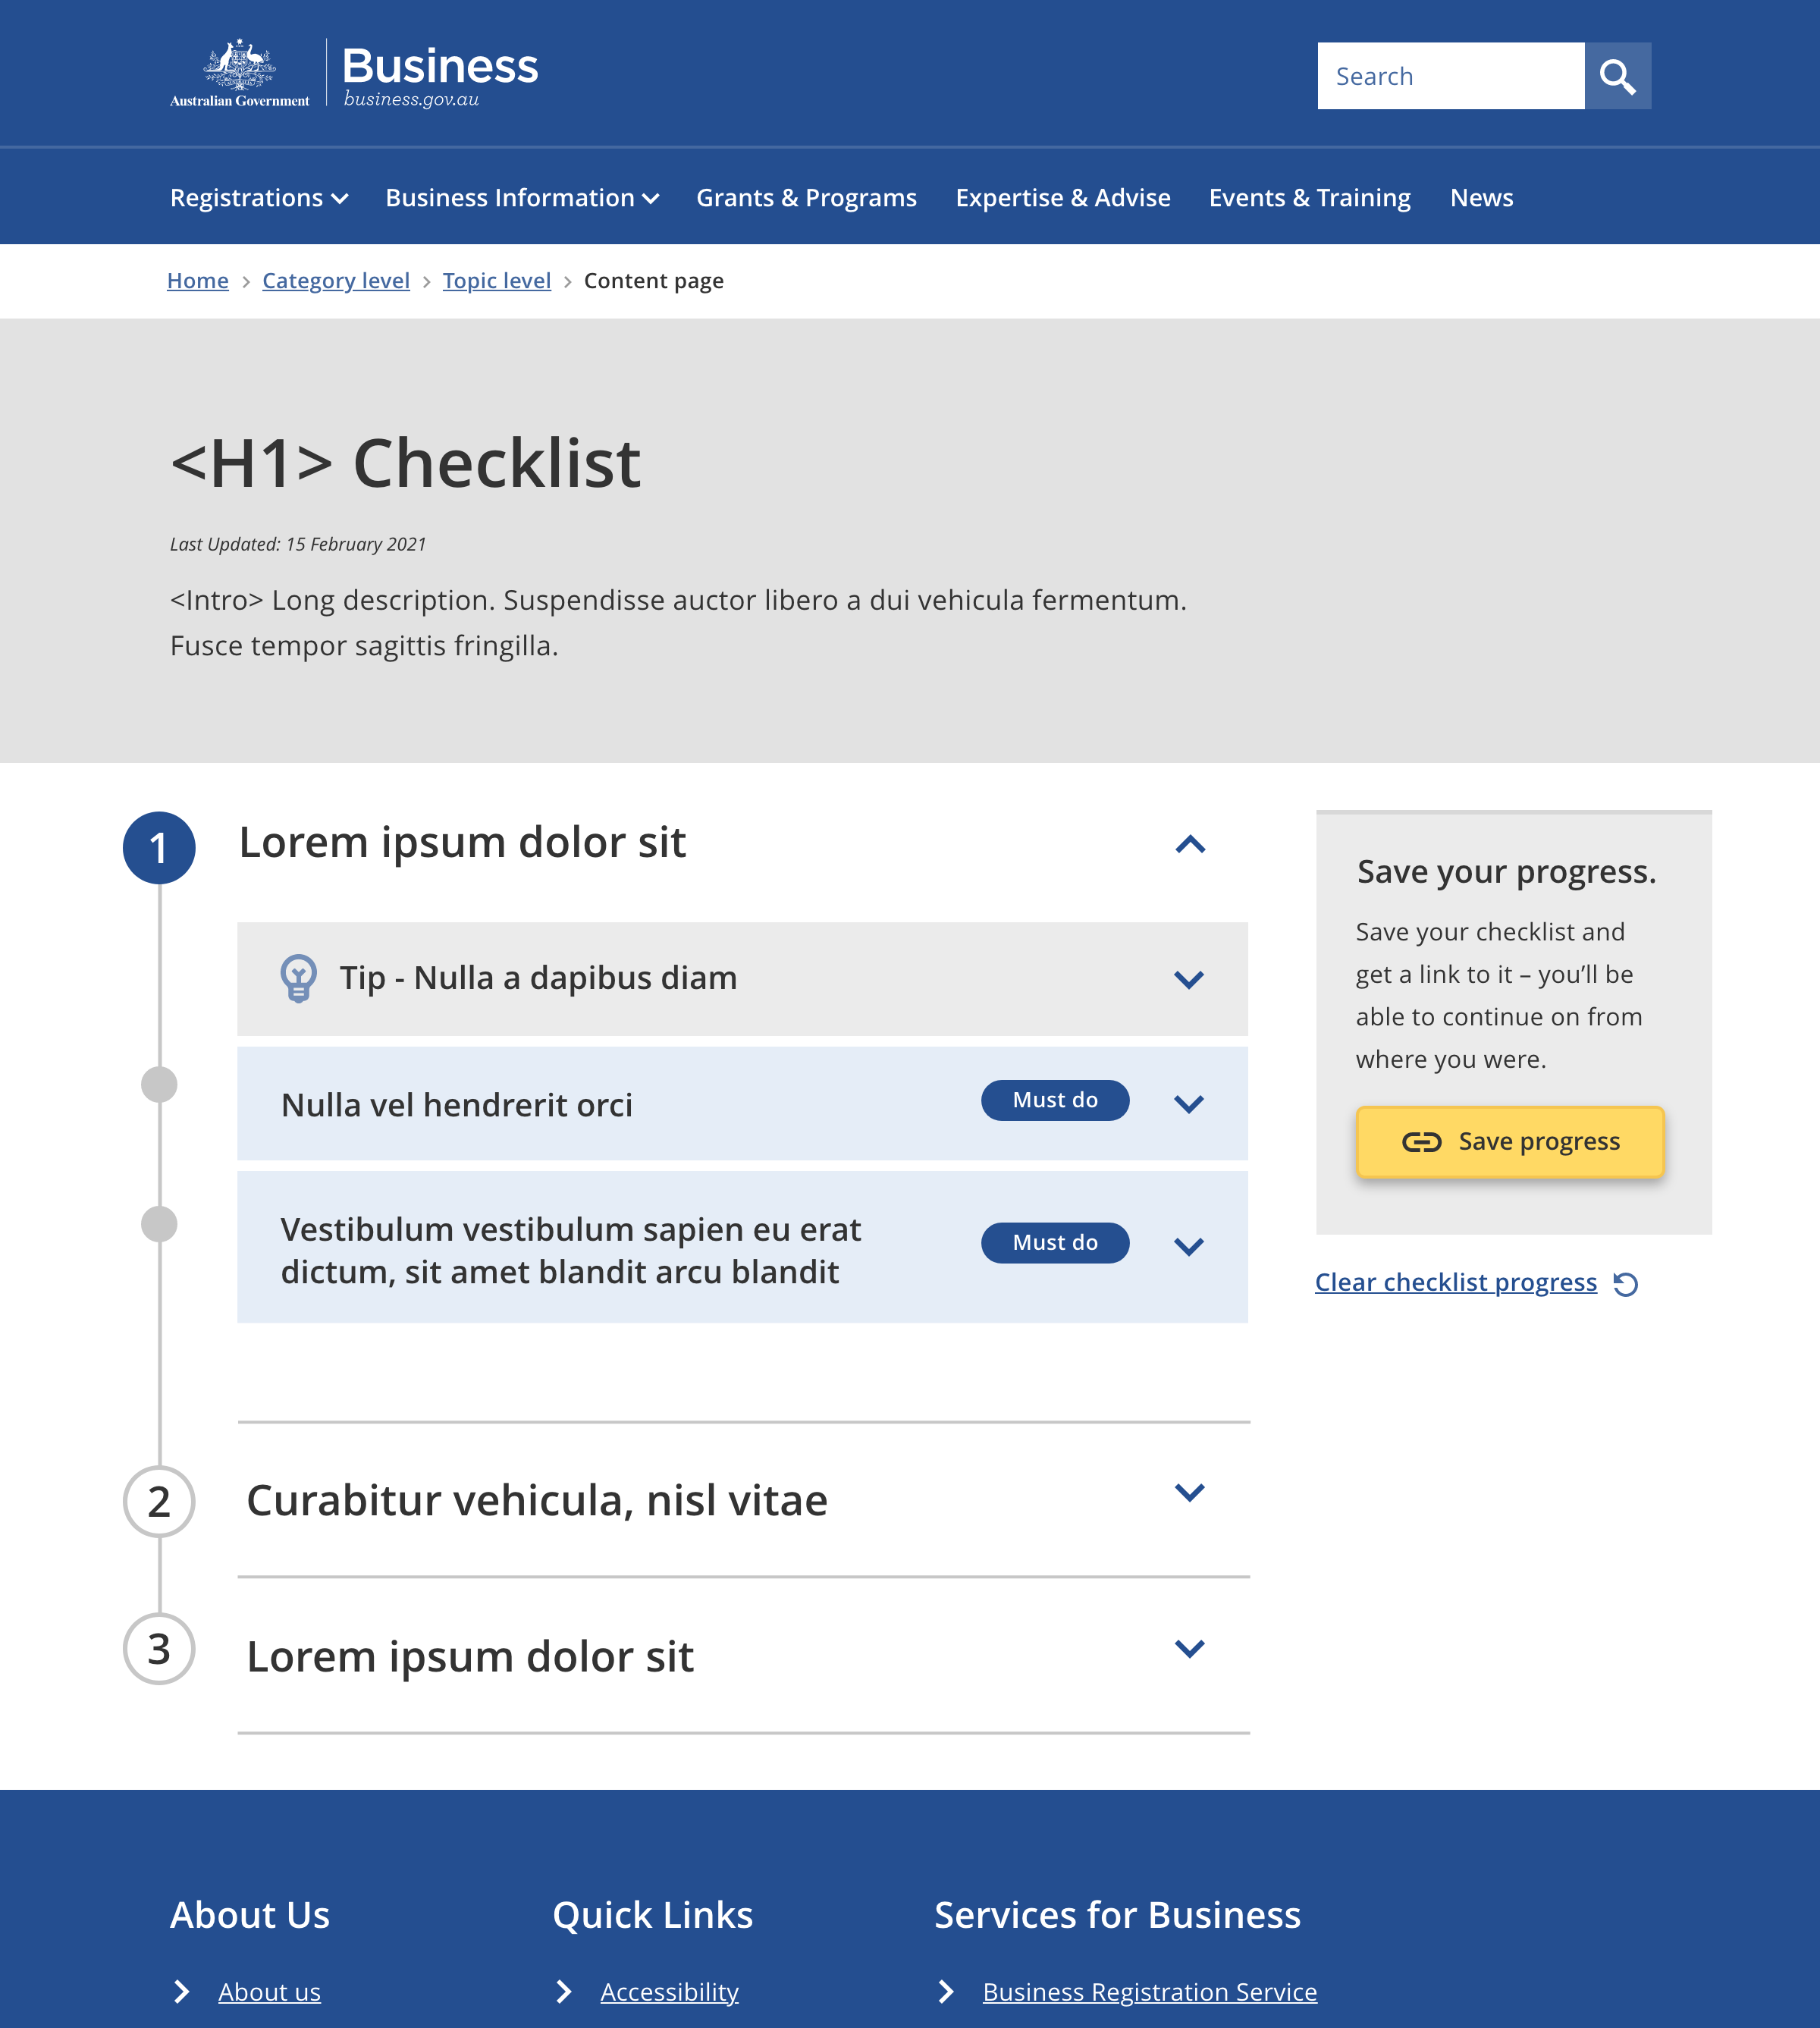 Australian Government
Business
business.gov.au
Search
Registrations Business Information Grants & Programs Expertise & Advise Events & Training News
Home > Category level > Topic level > Content page
<H1> Checklist
Last Updated: 15 February 2021
<Intro> Long description. Suspendisse auctor libero a dui vehicula fermentum.
Fusce tempor sagittis fringilla.
1 Lorem ipsum dolor sit
Tip - Nulla a dapibus diam
Nulla vel hendrerit orci Must do
Vestibulum vestibulum sapien eu erat
dictum, sit amet blandit arcu blandit
Must do
2 Curabitur vehicula, nisl vitae
3 Lorem ipsum dolor sit
Save your progress.
Save your checklist and
get a link to it – you’ll be
able to continue on from
where you were.
Save progress
Clear checklist progress
About Us
About us
Quick Links
Accessibility
Services for Business
Business Registration Service